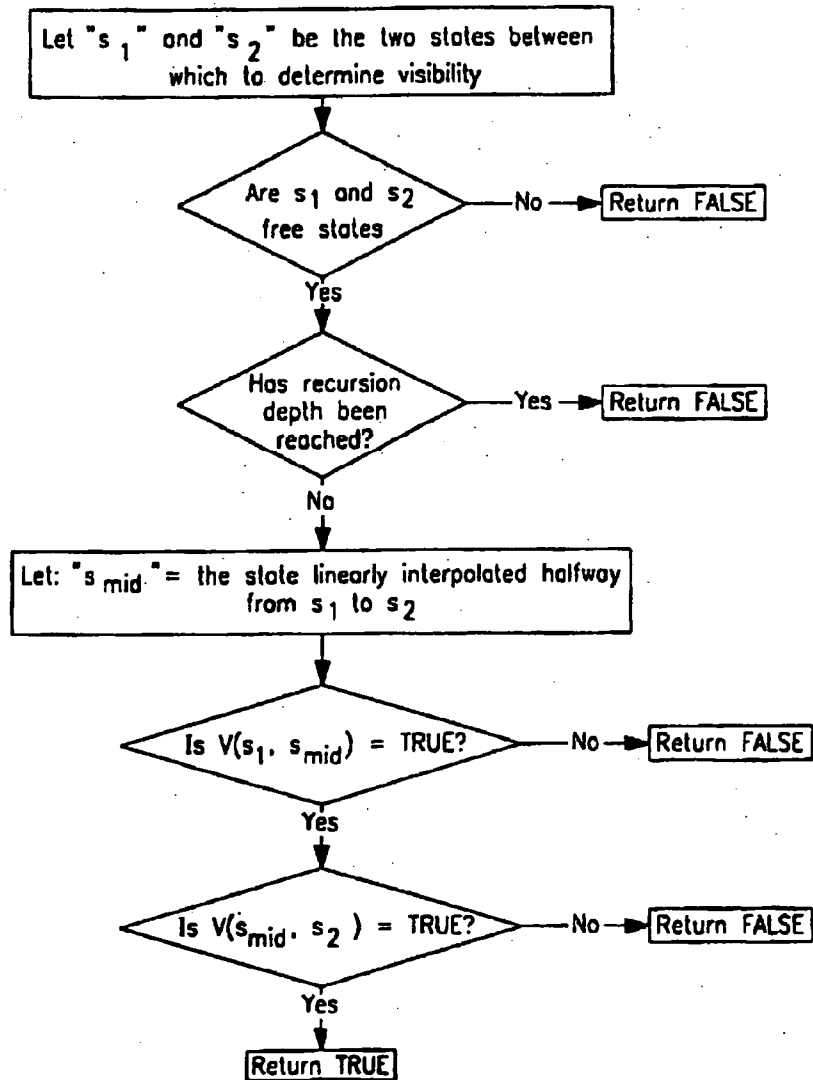 Let "s 1" and "s 2" be the two states between
which to determine visibility
Are s1 and s2
free states
No
Return FALSE
Yes
Has recursion
depth been
reached?
Yes
Return FALSE
No
Let: "s mid" = the state linearly interpolated halfway
from s1 to s2
Is V(s1, smid) = TRUE?
No
Return FALSE
Yes
Is V(smid, s2) = TRUE?
No
Return FALSE
Yes
Return TRUE